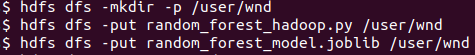 $ hdfs dfs -mkdir -p /user/wnd
$ hdfs dfs -put random_forest_hadoop.py /user/wnd
$ hdfs dfs -put random_forest_model.joblib /user/wnd